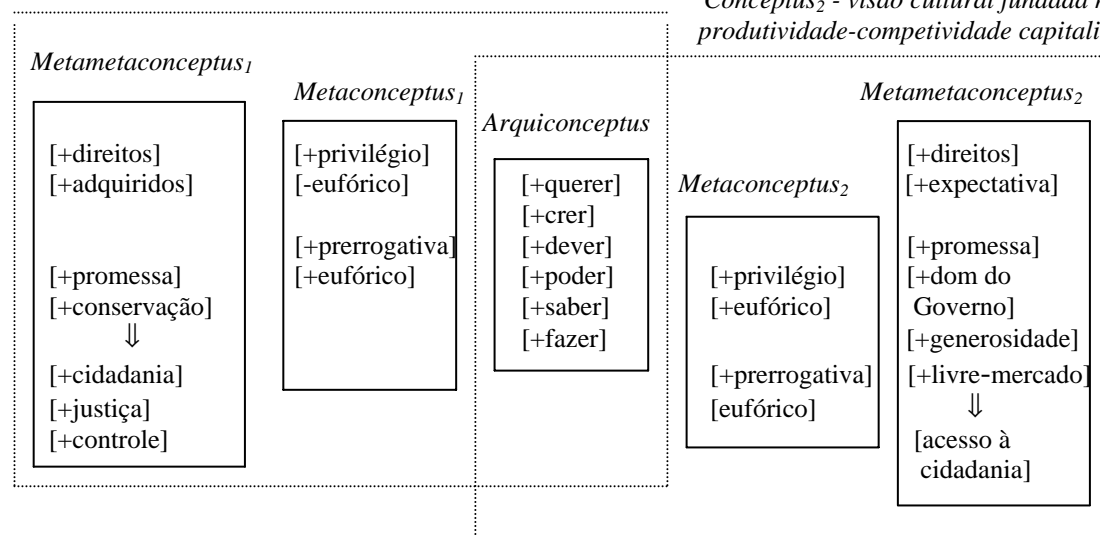 Conceptus₂ - visão cultural fundada
produtividade-competividade
Metametaconceptus₁
[+direitos]
[+adquiridos]
[+promessa]
[+conservação]
⇓
[+cidadania]
[+justiça]
[+controle]
Metaconceptus₁
[+privilégio]
[-eufórico]
[+prerrogativa]
[+eufórico]
Arquiconceptus
[+querer]
[+crer]
[+dever]
[+poder]
[+saber]
[+fazer]
Metaconceptus₂
[+privilégio]
[+eufórico]
[+prerrogativa]
[eufórico]
Metametaconceptus₂
[+direitos]
[+expectativa]
[+promessa]
[+dom do
Governo]
[+generosidade]
[+livre-mercado]
⇓
[acesso à
cidadania]